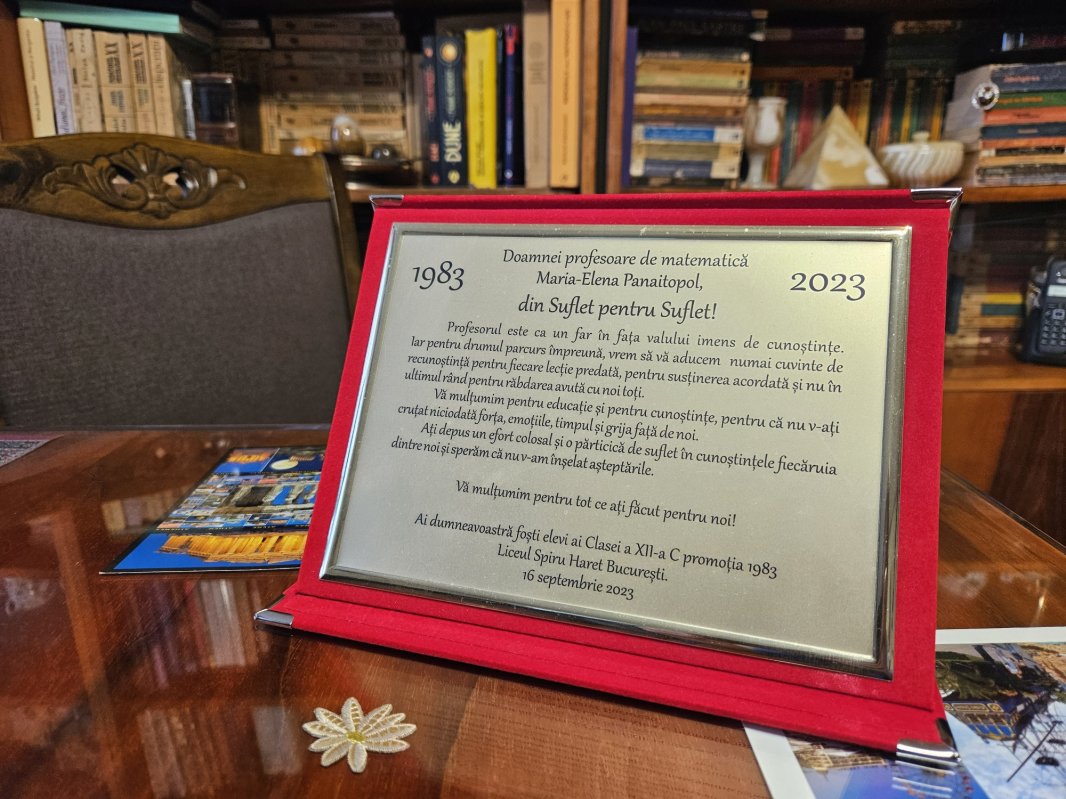 DUNE
1983
2023
Doamnei profesoare de matematică
Maria-Elena Panaitopol,
din Suflet pentru Suflet!
Profesorul este ca un far în fața valului imens de cunoștințe.
Iar pentru drumul parcurs împreună, vrem să vă aducem numai cuvinte de
recunoștință pentru fiecare lecție predată, pentru susținerea acordată și nu în
ultimul rând pentru răbdarea avută cu noi toți.
Vă mulțumim pentru educație și pentru cunoștințe, pentru că nu v-ați
cruțat niciodată forța, emoțiile, timpul și grija față de noi.
Ați depus un efort colosal și o părticică de suflet în cunoștințele fiecăruia
dintre noi și sperăm că nu v-am înșelat așteptările.
Vă mulțumim pentru tot ce ați făcut pentru noi!
Ai dumneavoastră foști elevi ai Clasei a XII-a C promoția 1983
Liceul Spiru Haret București.
16 septembrie 2023